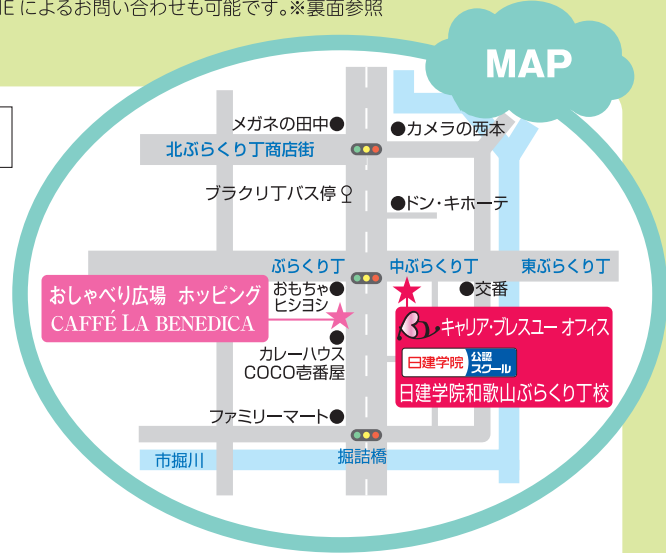 IE によるお問い合わせも可能です。※裏面参照
MAP
メガネの田中
カメラの西本
北ぶらくり丁商店街
ブラクリ丁バス停
ドン・キホーテ
ぶらくり丁
中ぶらくり丁
東ぶらくり丁
おもちゃ
ヒシヨシ
交番
おしゃべり広場 ホッピング
CAFFÉ LA BENEDICA
キャリア・ブレスユー オフィス
カレーハウス
COCO壱番屋
日建学院
公認
スクール
日建学院和歌山ぶらくり丁校
ファミリーマート
市堀川
堀詰橋